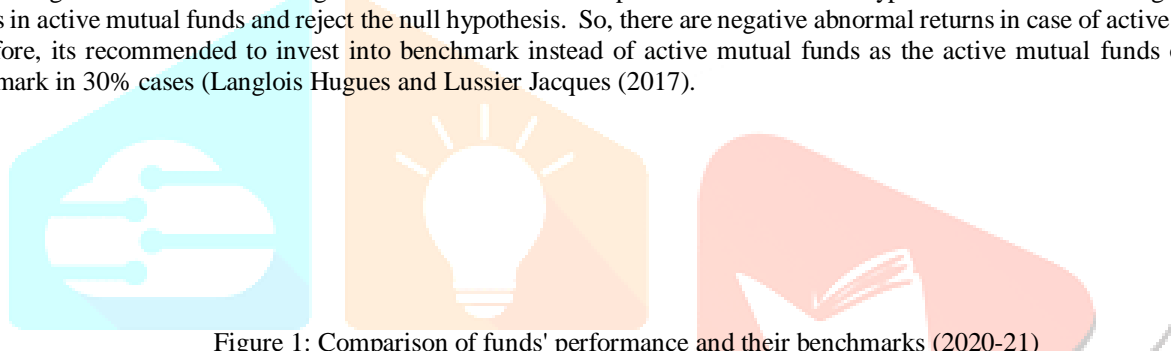 s in active mutual funds and reject the null hypothesis. So, there are negative abnormal returns in case of active
fore, its recommended to invest into benchmark instead of active mutual funds as the active mutual funds
mark in 30% cases (Langlois Hugues and Lussier Jacques (2017).
Figure 1: Comparison of funds' performance and their benchmarks (2020-21)